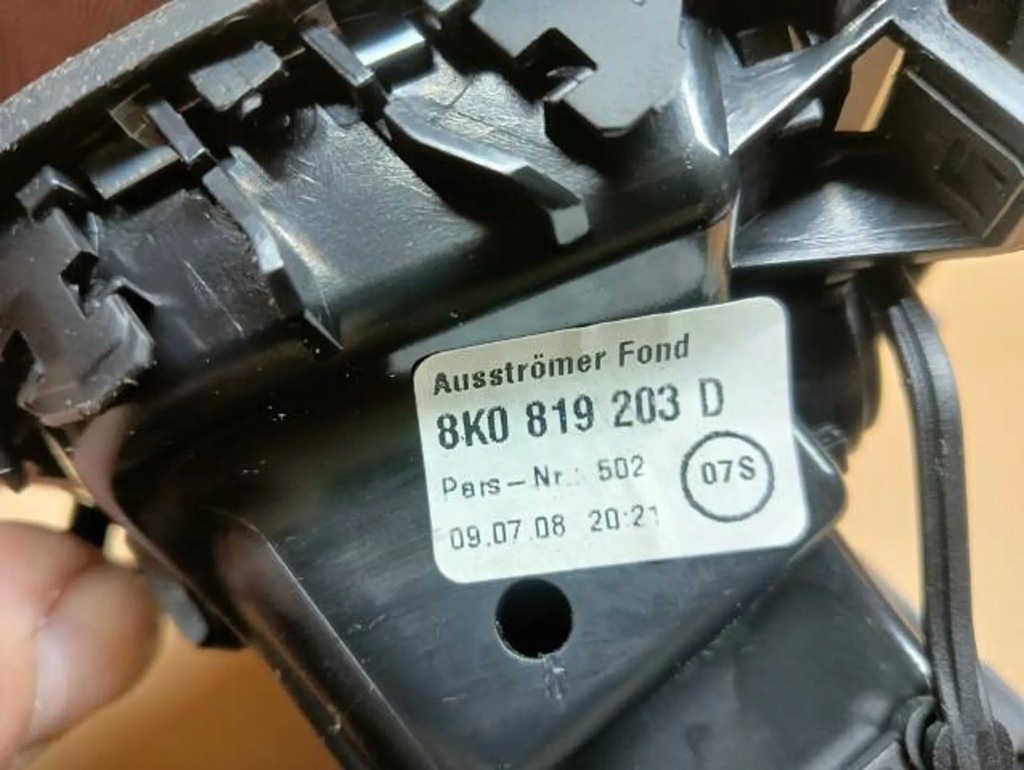 Ausströmer Fond
8K0 819 203 D
Pers-Nr.: 502
07S
09.07.08 20:21